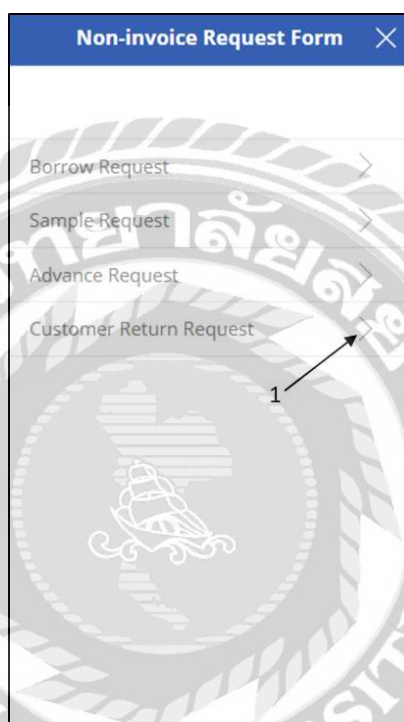 Non-invoice Request Form
Borrow Request
Sample Request
Advance Request
Customer Return Request
1